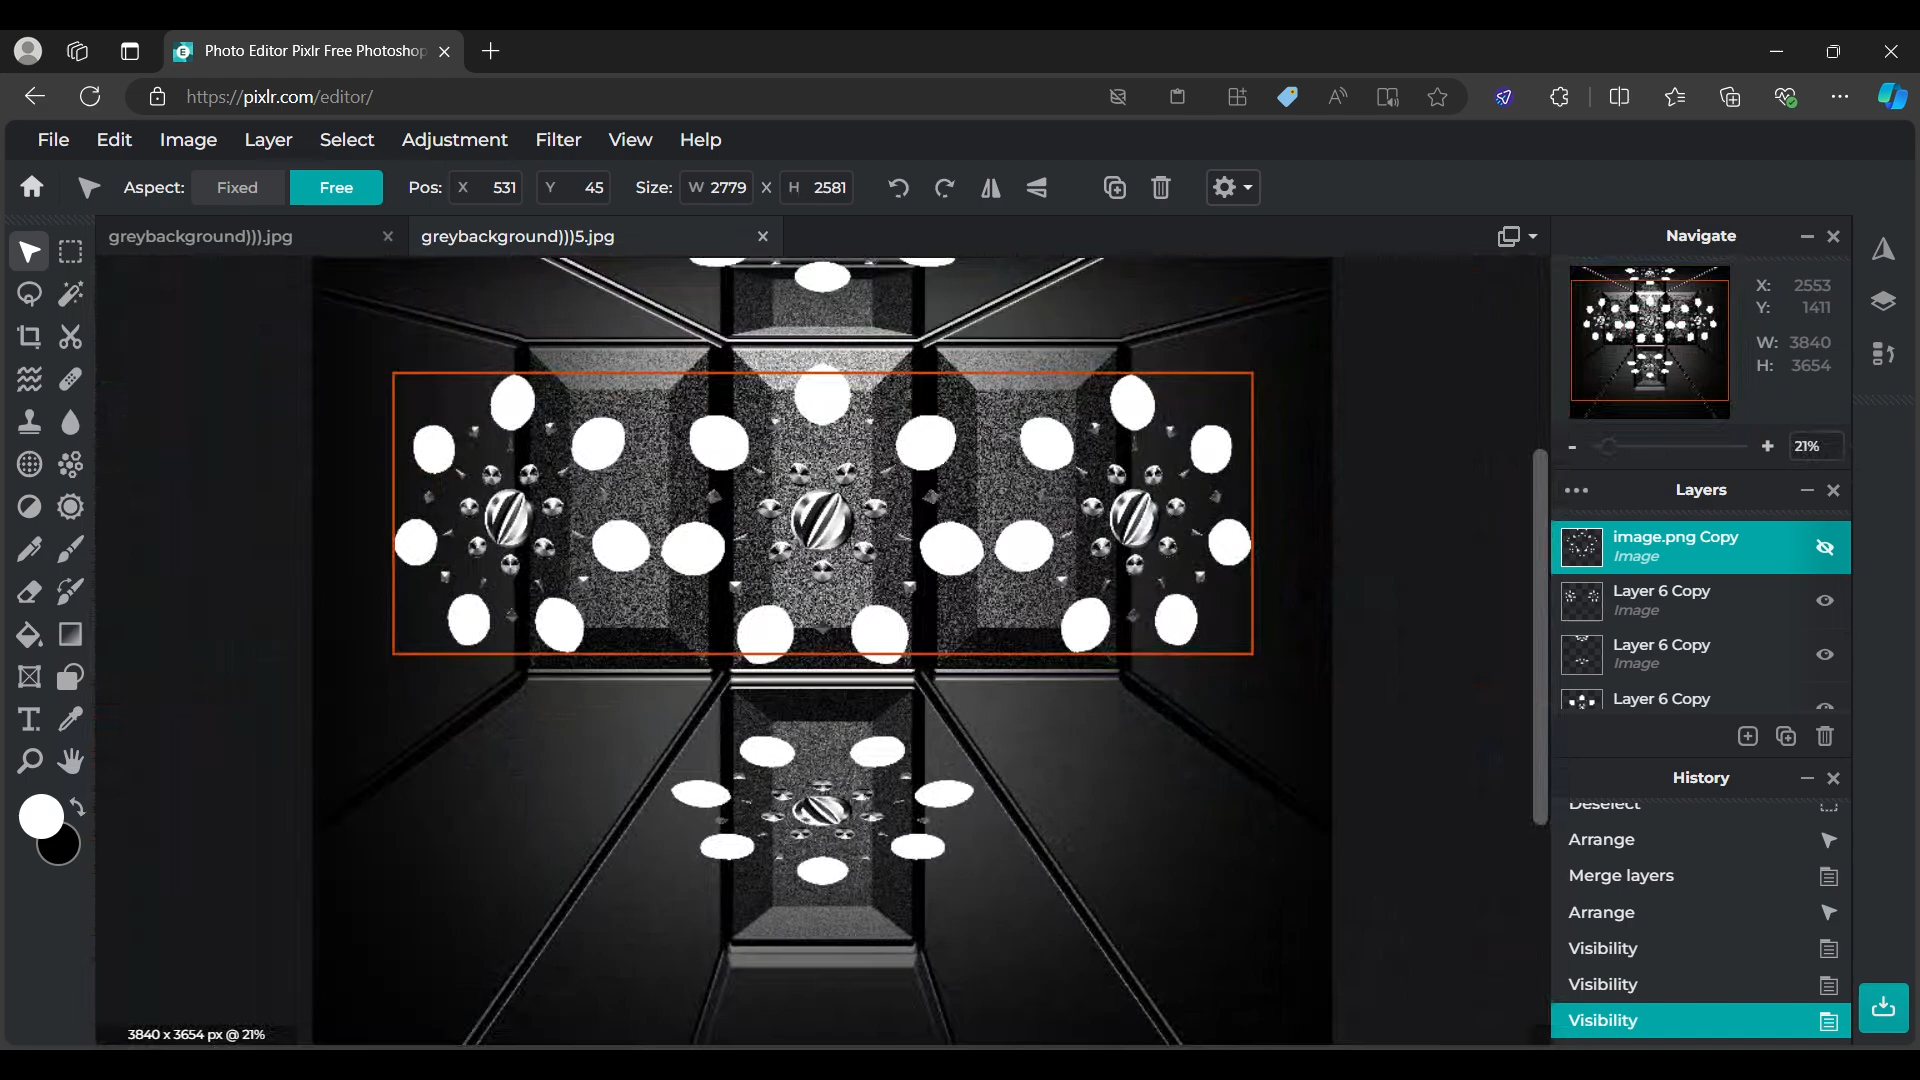 Photo Editor Pixlr Free Photoshop
https://pixlr.com/editor/
File Edit Image Layer Select Adjustment Filter View Help
Aspect: Fixed Free Pos: X 531 Y 45 Size: W 2779 X H 2581
greybackground))).jpg
greybackground)))5.jpg
Navigate
X: 2553
Y: 1411
W: 3840
H: 3654
21%
Layers
image.png Copy
Image
Layer 6 Copy
Image
Layer 6 Copy
Image
Layer 6 Copy
History
Deselect
Arrange
Merge layers
Arrange
Visibility
Visibility
Visibility
3840 x 3654 px @ 21%